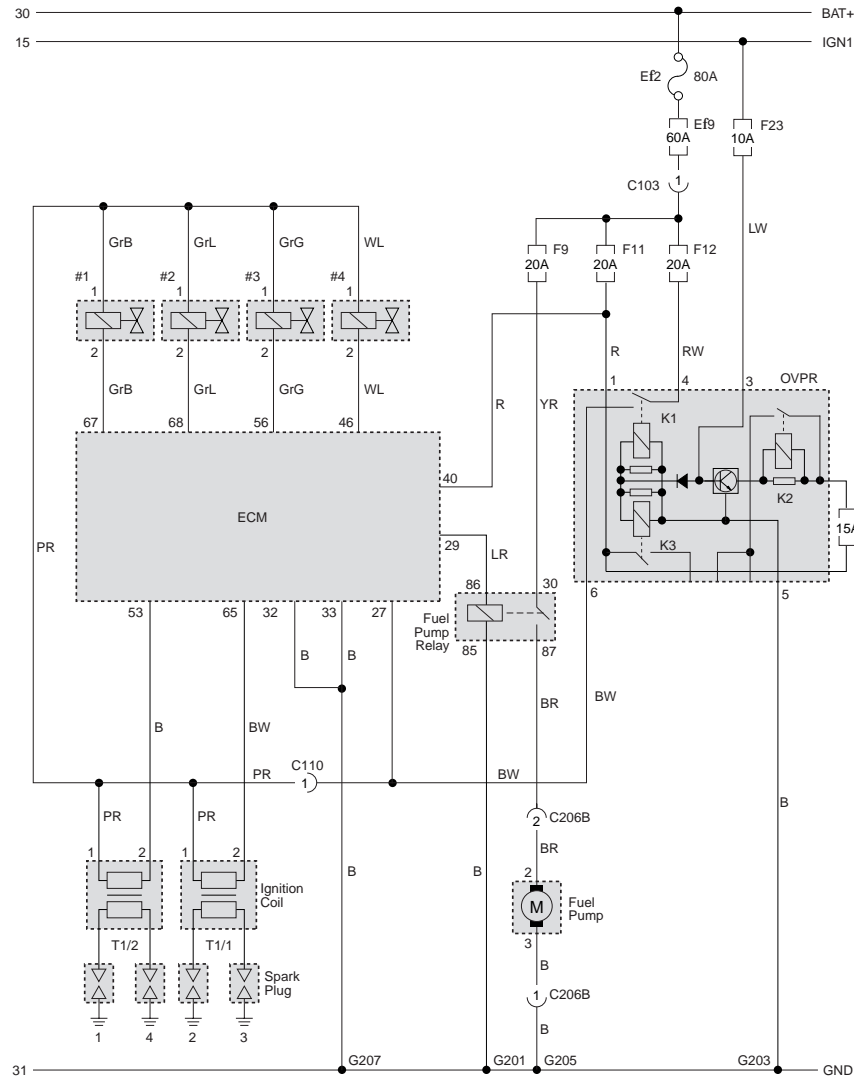 30 BAT+
15 IGN1
Ef2 80A
Ef9 F23
60A 10A
C103 1
LW
GrB GrL GrG WL
F9 F11 F12
20A 20A 20A
#1 #2 #3 #4
1 1 1 1
2 2 2 2
R RW
1 4 3 OVPR
GrB GrL GrG WL
R YR
K1
67 68 56 46
40
K2
ECM
15A
PR
29
K3
LR
86 30
6 5
53 65 32 33 27
Fuel
Pump
Relay
85 87
B B
BR
BW
B BW
C110
PR 1 BW
PR PR
B
2 C206B
BR
1 2 1 2
B B
2
Ignition
Coil
M Fuel
Pump
T1/2 T1/1
3
B
Spark
Plug
1 C206B
B
1 4 2 3
G207 G201 G205 G203
31 GND